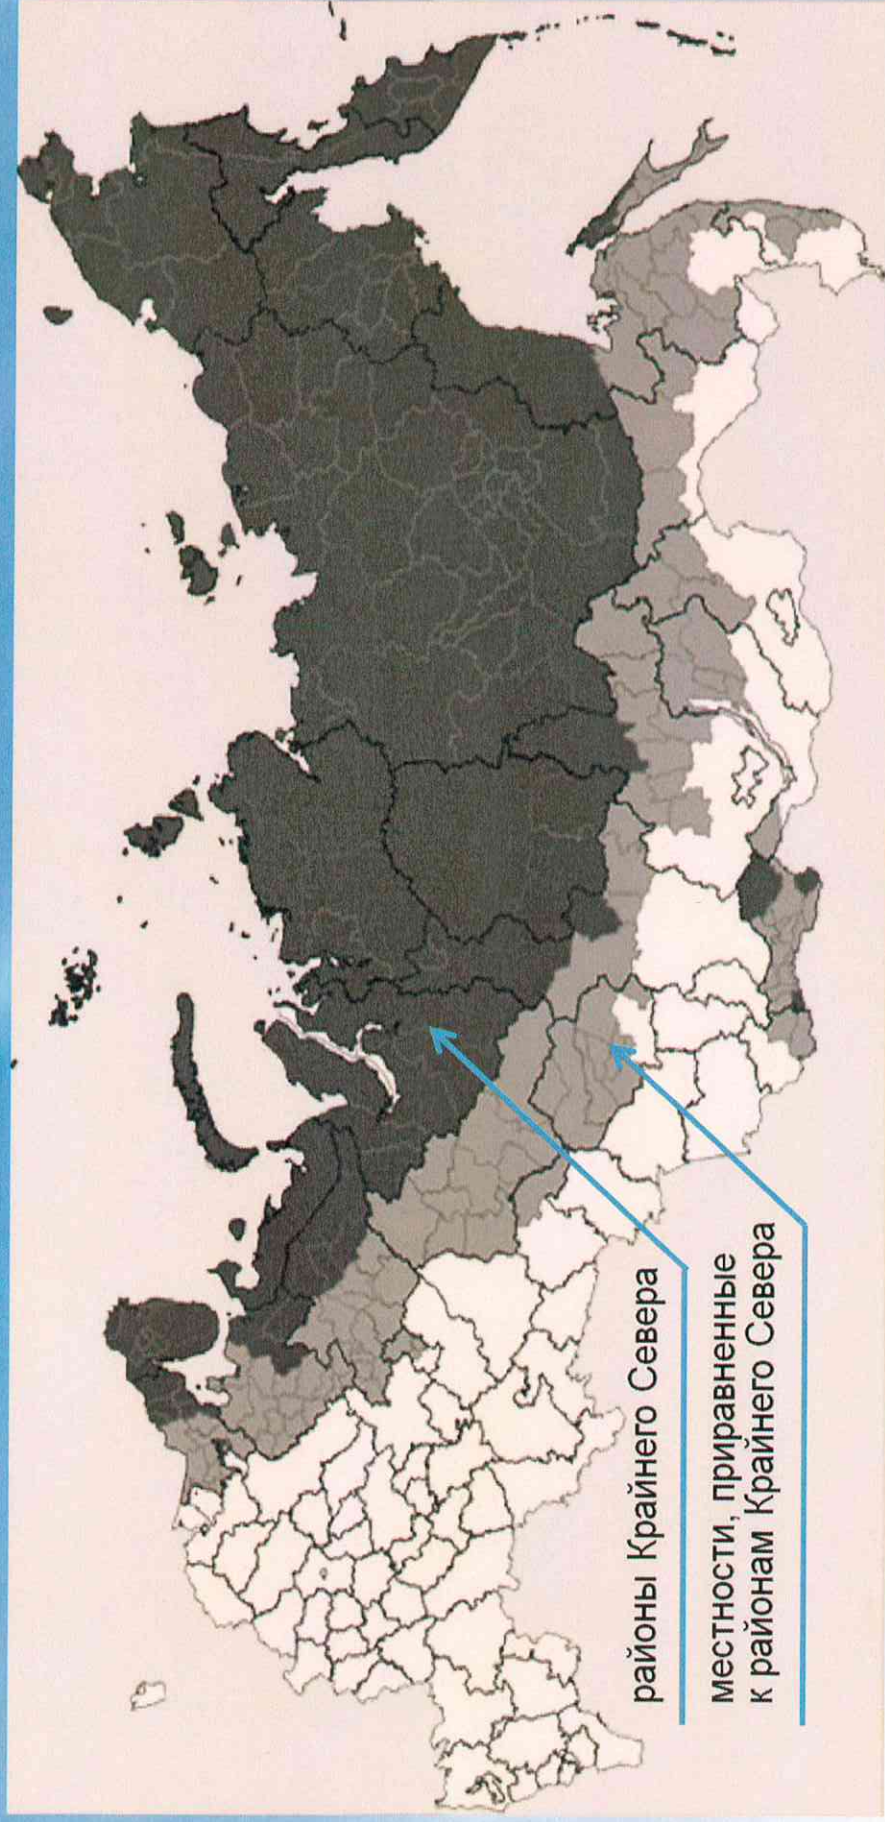 районы Крайнего Севера
местности, приравненные
к районам Крайнего Севера